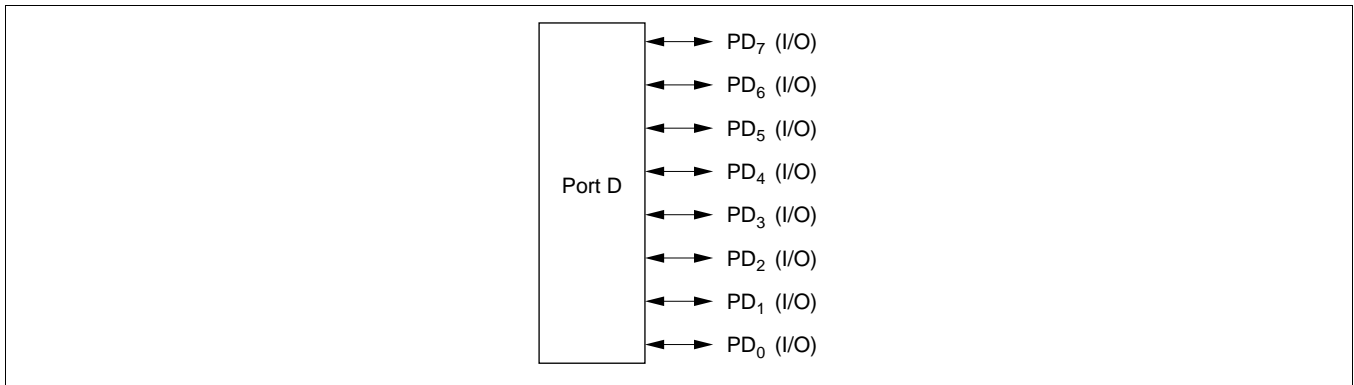 PD7 (I/O)
PD6 (I/O)
PD5 (I/O)
PD4 (I/O)
Port D
PD3 (I/O)
PD2 (I/O)
PD1 (I/O)
PD0 (I/O)